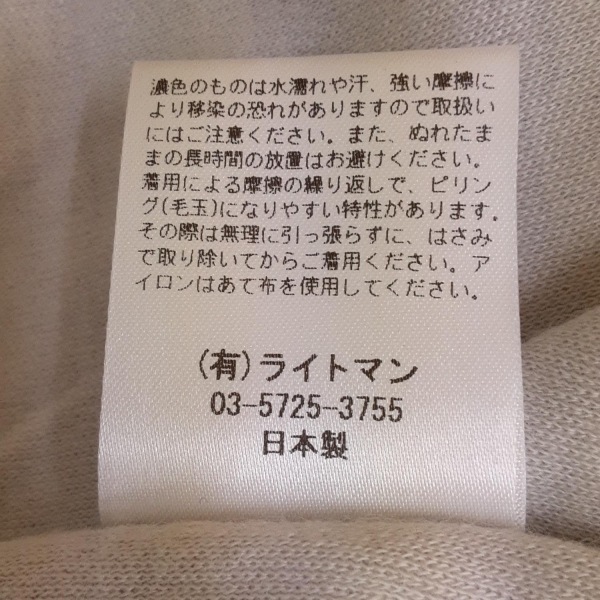 濃色のものは水濡れや汗、強い摩擦に
より移染の恐れがありますので取扱い
にはご注意ください。また、ぬれたま
まの長時間の放置はお避けください。
着用による摩擦の繰り返しで、ピリン
グ(毛玉)になりやすい特性があります。
その際は無理に引っ張らずに、はさみ
で取り除いてからご着用ください。ア
イロンはあて布を使用してください。
(有)ライトマン
03-5725-3755
日本製